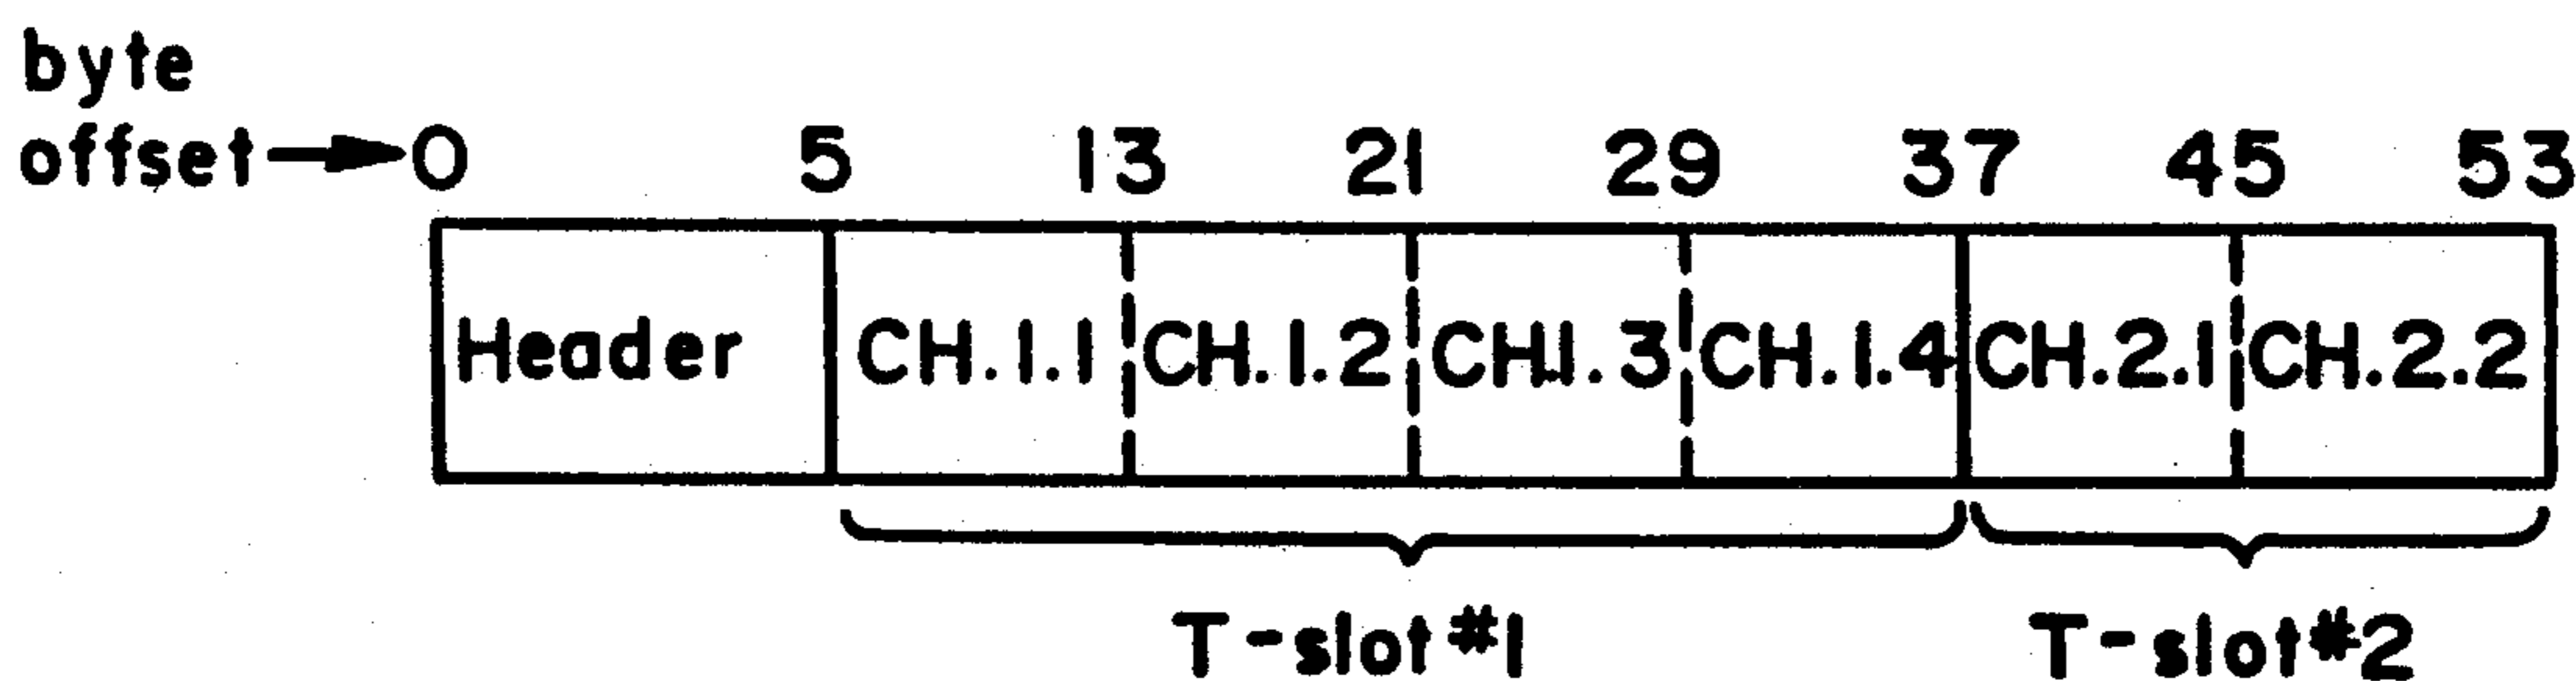 byte
offset 0 5 13 21 29 37 45 53
Header CH.1.1 CH.1.2 CH1.3 CH.1.4 CH.2.1 CH.2.2
T-slot#1 T-slot#2